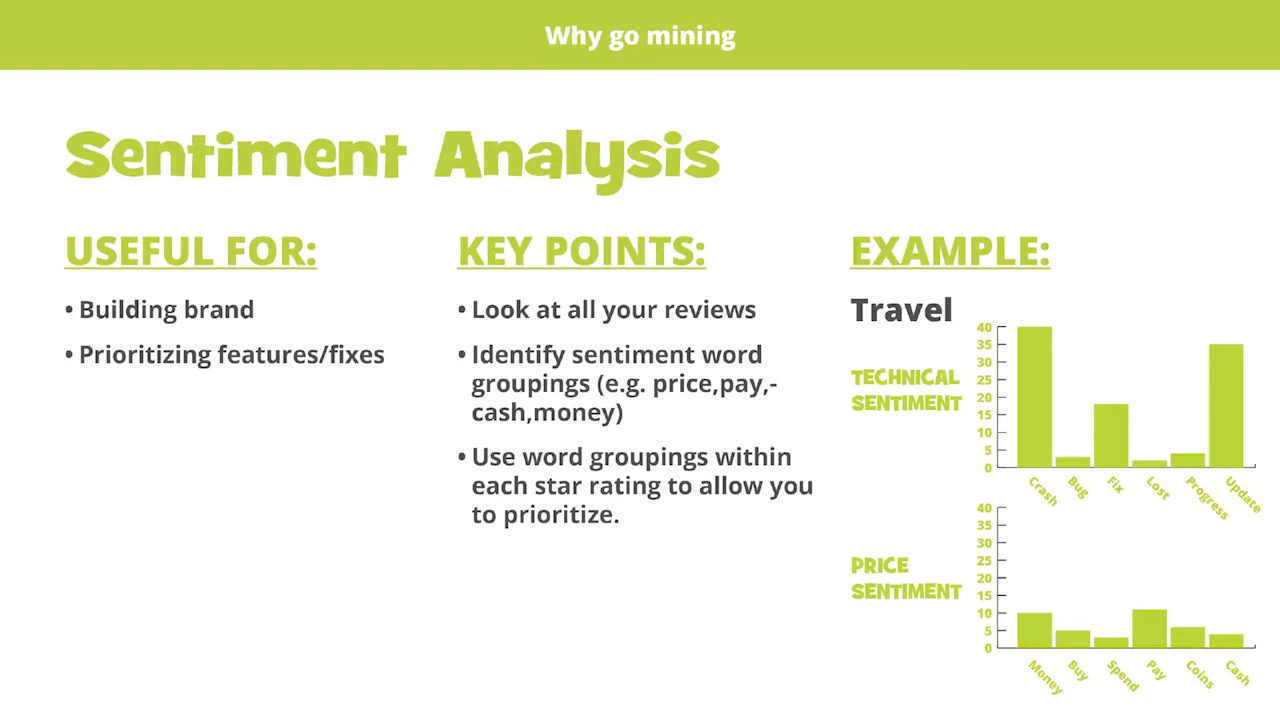 Why go mining
Sentiment Analysis
USEFUL FOR:
• Building brand
• Prioritizing features/fixes
KEY POINTS:
• Look at all your reviews
• Identify sentiment word
groupings (e.g. price,pay,-
cash,money)
• Use word groupings within
each star rating to allow you
to prioritize.
EXAMPLE:
Travel
TECHNICAL
SENTIMENT
40
35
30
25
20
15
10
5
0
Crash
Bug
Fix
Lost
Progress
Update
PRICE
SENTIMENT
40
35
30
25
20
15
10
5
0
Money
Buy
Spend
Pay
Coins
Cash